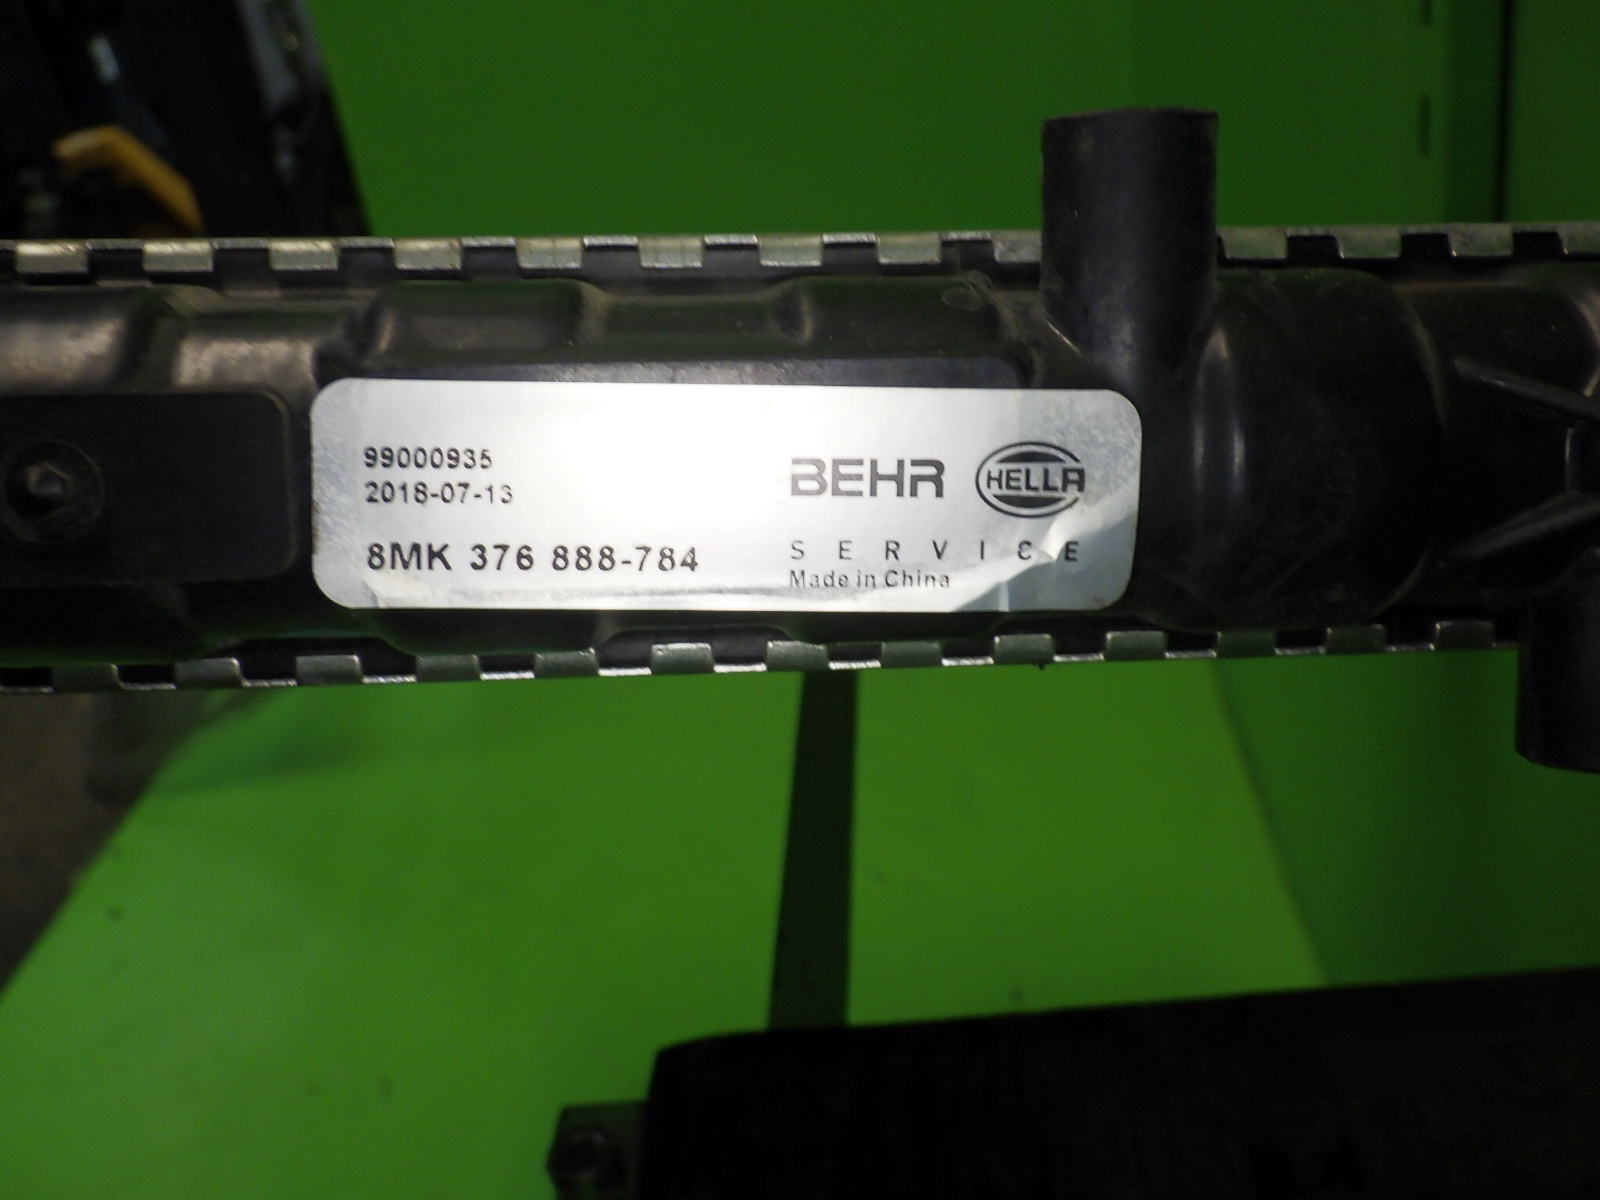 99000935
2018-07-13
8MK 376 888-784
BEHR HELLA
SERVICE
Made in China